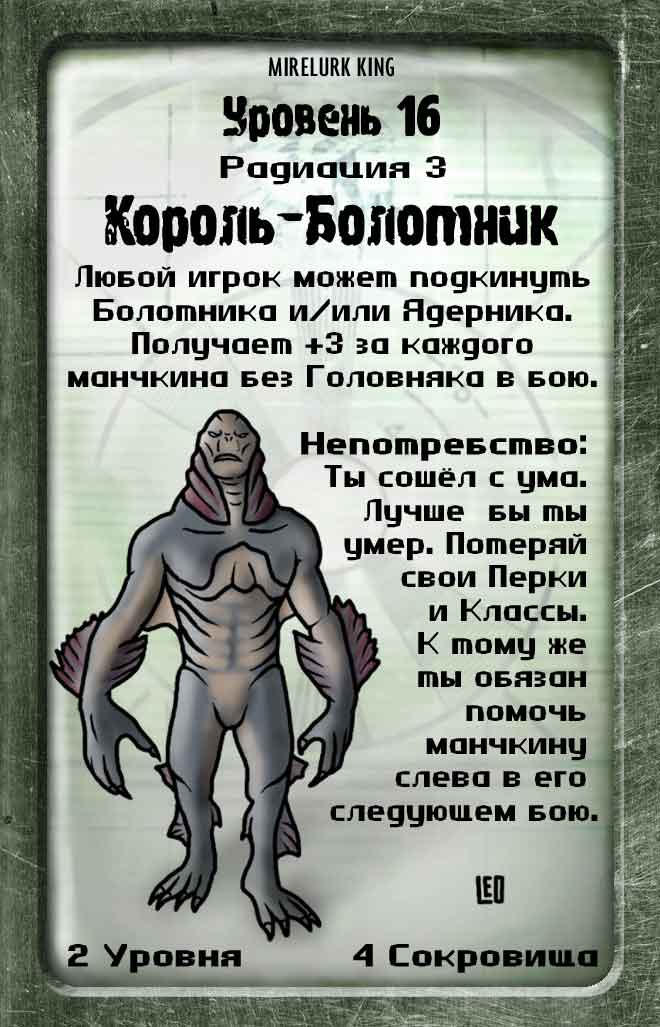 MIRELURK KING
Уровень 16
Радиация 3
Король-Болотник
Любой игрок может подкинуть
Болотника и/или Ядерника.
Получает +3 за каждого
манчкина без Головняка в бою.
Непотребство:
Ты сошёл с ума.
Лучше бы ты
умер. Потеряй
свои Перки
и Классы.
К тому же
ты обязан
помочь
манчкину
слева в его
следующем бою.
LEO
2 Уровня
4 Сокровища